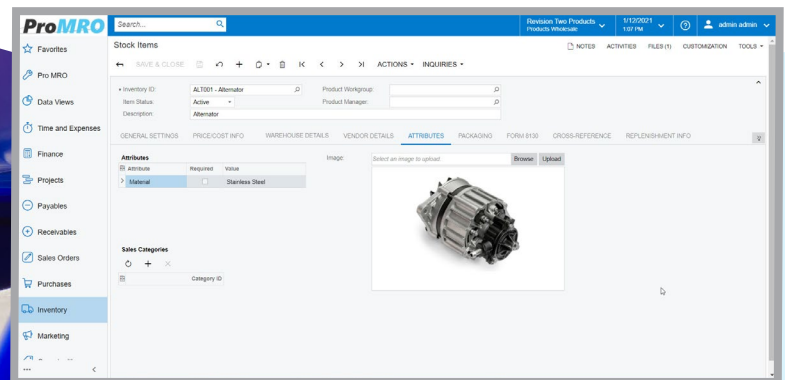 ProMRO
Search...
Revision Two Products
Products Wholesale
1/12/2021
1:07 PM
admin admin
Favorites
Pro MRO
Data Views
Time and Expenses
Finance
Projects
Payables
Receivables
Sales Orders
Purchases
Inventory
Marketing
Stock Items
NOTES ACTIVITIES FILES (1) CUSTOMIZATION TOOLS
SAVE & CLOSE ACTIONS INQUIRIES
Inventory ID: ALT001 - Alternator Product Workgroup:
Item Status: Active Product Manager:
Description: Alternator
GENERAL SETTINGS PRICE/COST INFO WAREHOUSE DETAILS VENDOR DETAILS ATTRIBUTES PACKAGING FORM 8130 CROSS-REFERENCE REPLENISHMENT INFO
Attributes
Attribute Required Value
Material Stainless Steel
Image: Select an image to upload. Browse Upload
Sales Categories
Category ID